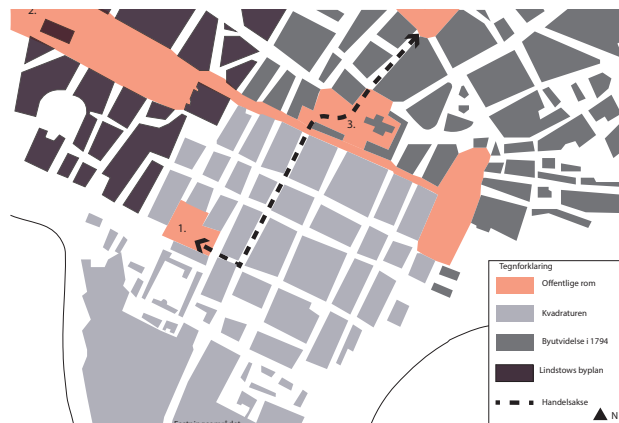 2.
3.
1.
Tegnforklaring
Offentlige rom
Kvadraturen
Byutvidelse i 1794
Lindstows byplan
Handelsakse
N